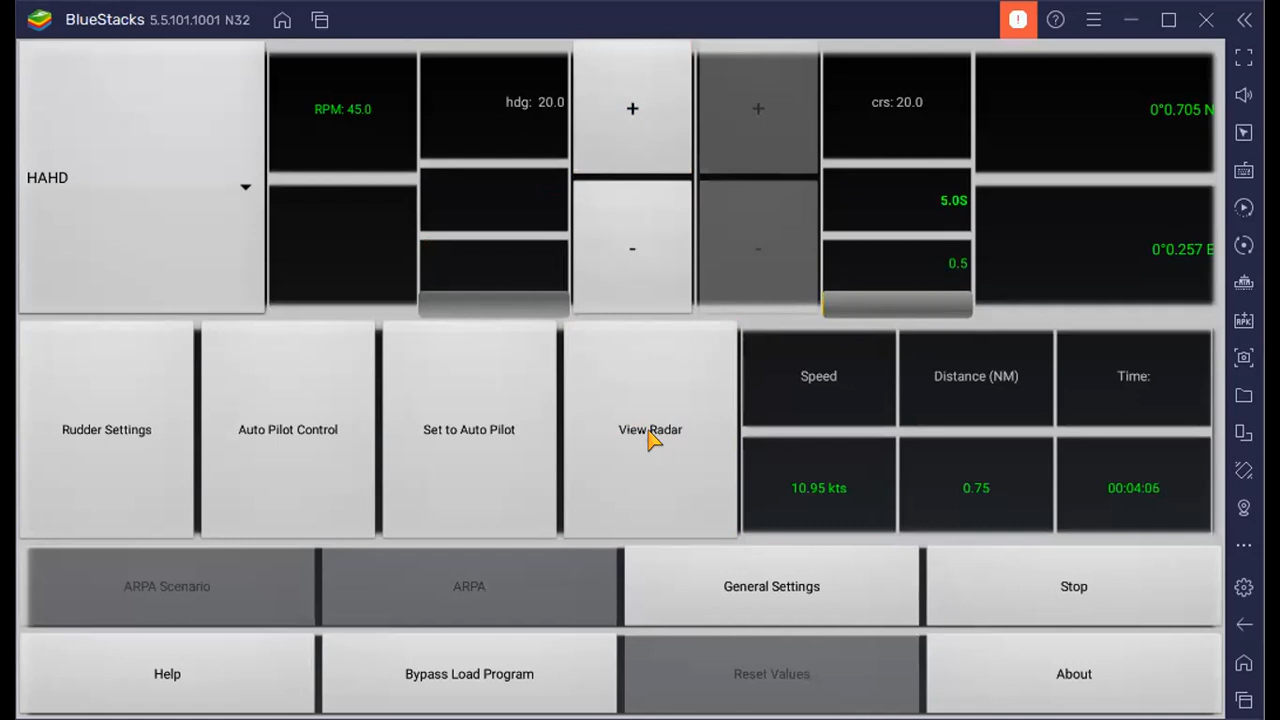 BlueStacks 5.5.101.1001 N32
HAHD
RPM: 45.0
hdg: 20.0
+
-
+
-
crs: 20.0
5.0S
0.5
0°0.705 N
0°0.257 E
Rudder Settings
Auto Pilot Control
Set to Auto Pilot
View Radar
Speed
Distance (NM)
Time:
10.95 kts
0.75
00:04:06
ARPA Scenario
ARPA
General Settings
Stop
Help
Bypass Load Program
Reset Values
About